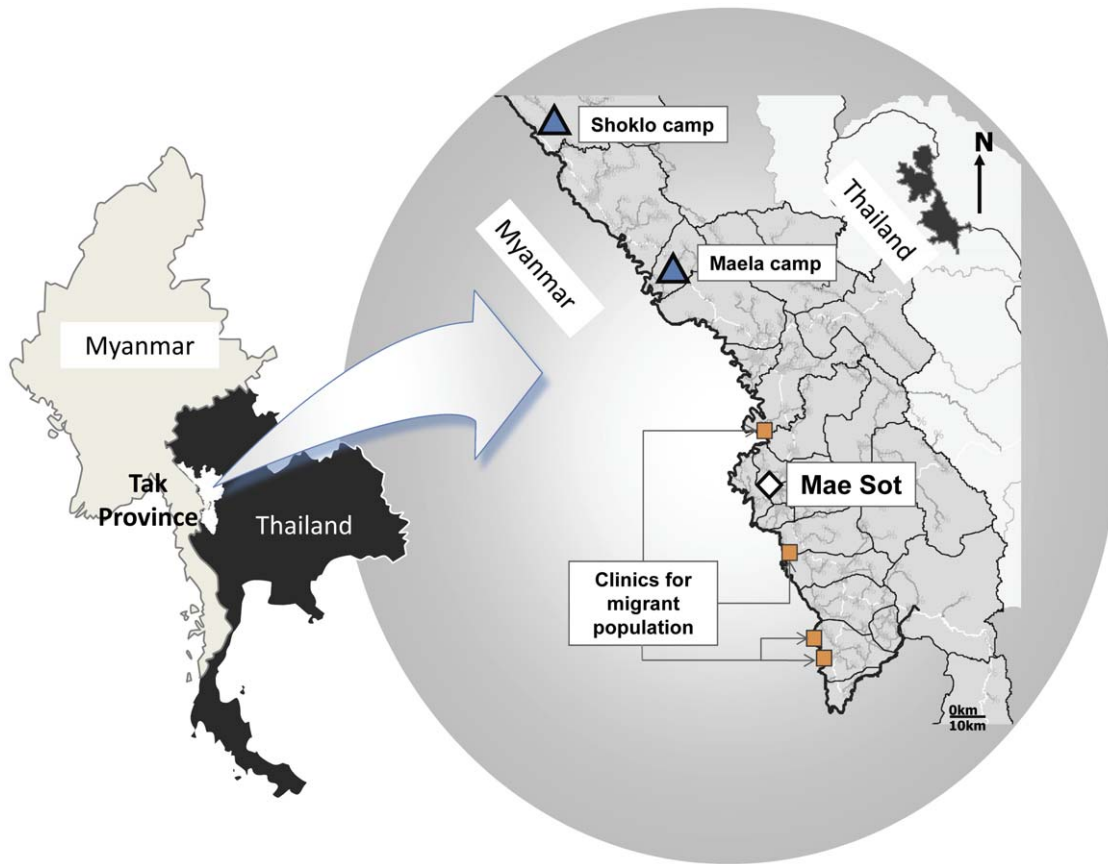 Myanmar
Tak
Province
Thailand
Shoklo camp
N
Thailand
Myanmar
Maela camp
Mae Sot
Clinics for
migrant
population
0km
10km